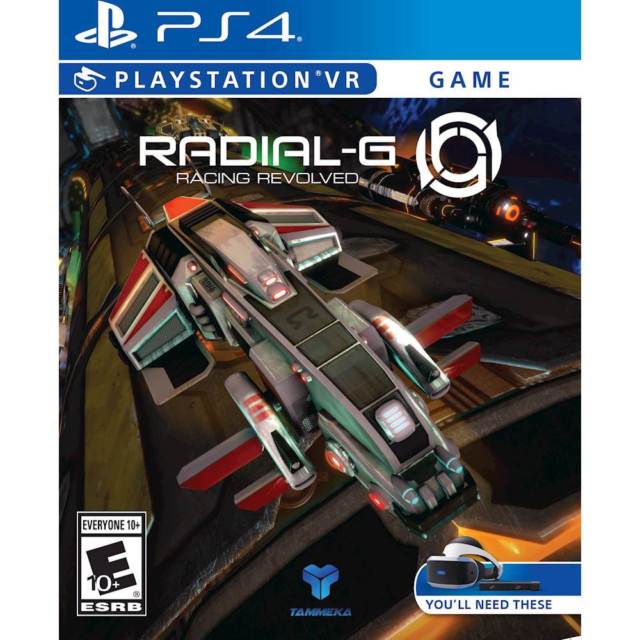 PS4
PLAYSTATION®VR
GAME
RADIAL-G
RACING REVOLVED
EVERYONE 10+
E
10+
®
ESRB
TAMMEKA
YOU'LL NEED THESE